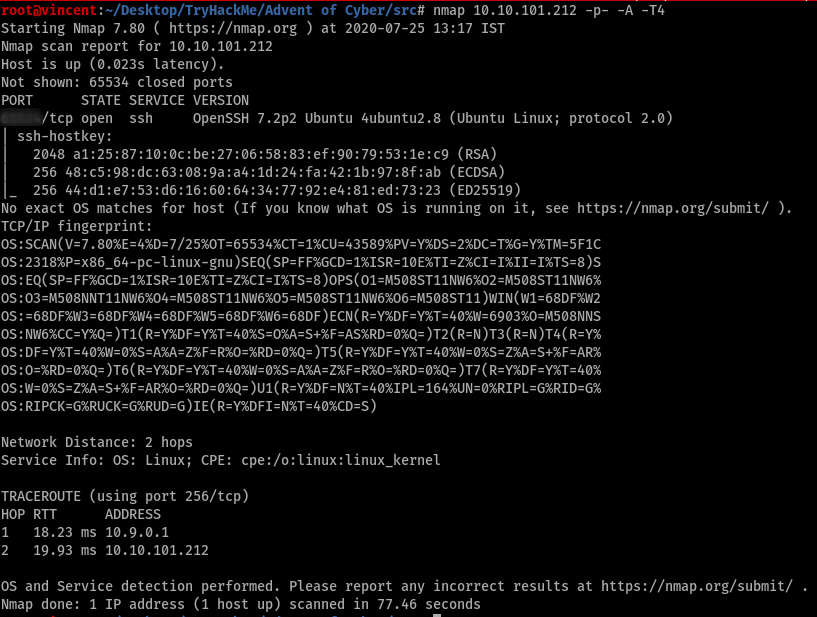 root@vincent:~/Desktop/TryHackMe/Advent of Cyber/src# nmap 10.10.101.212 -p- -A -T4
Starting Nmap 7.80 ( https://nmap.org ) at 2020-07-25 13:17 IST
Nmap scan report for 10.10.101.212
Host is up (0.023s latency).
Not shown: 65534 closed ports
PORT      STATE SERVICE VERSION
/tcp open  ssh     OpenSSH 7.2p2 Ubuntu 4ubuntu2.8 (Ubuntu Linux; protocol 2.0)
| ssh-hostkey:
|   2048 a1:25:87:10:0c:be:27:06:58:83:ef:90:79:53:1e:c9 (RSA)
|   256 48:c5:98:dc:63:08:9a:a4:1d:24:fa:42:1b:97:8f:ab (ECDSA)
|_  256 44:d1:e7:53:d6:16:60:64:34:77:92:e4:81:ed:73:23 (ED25519)
No exact OS matches for host (If you know what OS is running on it, see https://nmap.org/submit/ ).
TCP/IP fingerprint:
OS:SCAN(V=7.80%E=4%D=7/25%OT=65534%CT=1%CU=43589%PV=Y%DS=2%DC=T%G=Y%TM=5F1C
OS:2318%P=x86_64-pc-linux-gnu)SEQ(SP=FF%GCD=1%ISR=10E%TI=Z%CI=I%II=I%TS=8)S
OS:EQ(SP=FF%GCD=1%ISR=10E%TI=Z%CI=I%TS=8)OPS(O1=M508ST11NW6%O2=M508ST11NW6%
OS:O3=M508NNT11NW6%O4=M508ST11NW6%O5=M508ST11NW6%O6=M508ST11)WIN(W1=68DF%W2
OS:=68DF%W3=68DF%W4=68DF%W5=68DF%W6=68DF)ECN(R=Y%DF=Y%T=40%W=6903%O=M508NNS
OS:NW6%CC=Y%Q=)T1(R=Y%DF=Y%T=40%S=O%A=S+%F=AS%RD=0%Q=)T2(R=N)T3(R=N)T4(R=Y%
OS:DF=Y%T=40%W=0%S=A%A=Z%F=R%O=%RD=0%Q=)T5(R=Y%DF=Y%T=40%W=0%S=Z%A=S+%F=AR%
OS:O=%RD=0%Q=)T6(R=Y%DF=Y%T=40%W=0%S=A%A=Z%F=R%O=%RD=0%Q=)T7(R=Y%DF=Y%T=40%
OS:W=0%S=Z%A=S+%F=AR%O=%RD=0%Q=)U1(R=Y%DF=N%T=40%IPL=164%UN=0%RIPL=G%RID=G%
OS:RIPCK=G%RUCK=G%RUD=G)IE(R=Y%DFI=N%T=40%CD=S)
Network Distance: 2 hops
Service Info: OS: Linux; CPE: cpe:/o:linux:linux_kernel
TRACEROUTE (using port 256/tcp)
HOP RTT      ADDRESS
1   18.23 ms 10.9.0.1
2   19.93 ms 10.10.101.212
OS and Service detection performed. Please report any incorrect results at https://nmap.org/submit/ .
Nmap done: 1 IP address (1 host up) scanned in 77.46 seconds